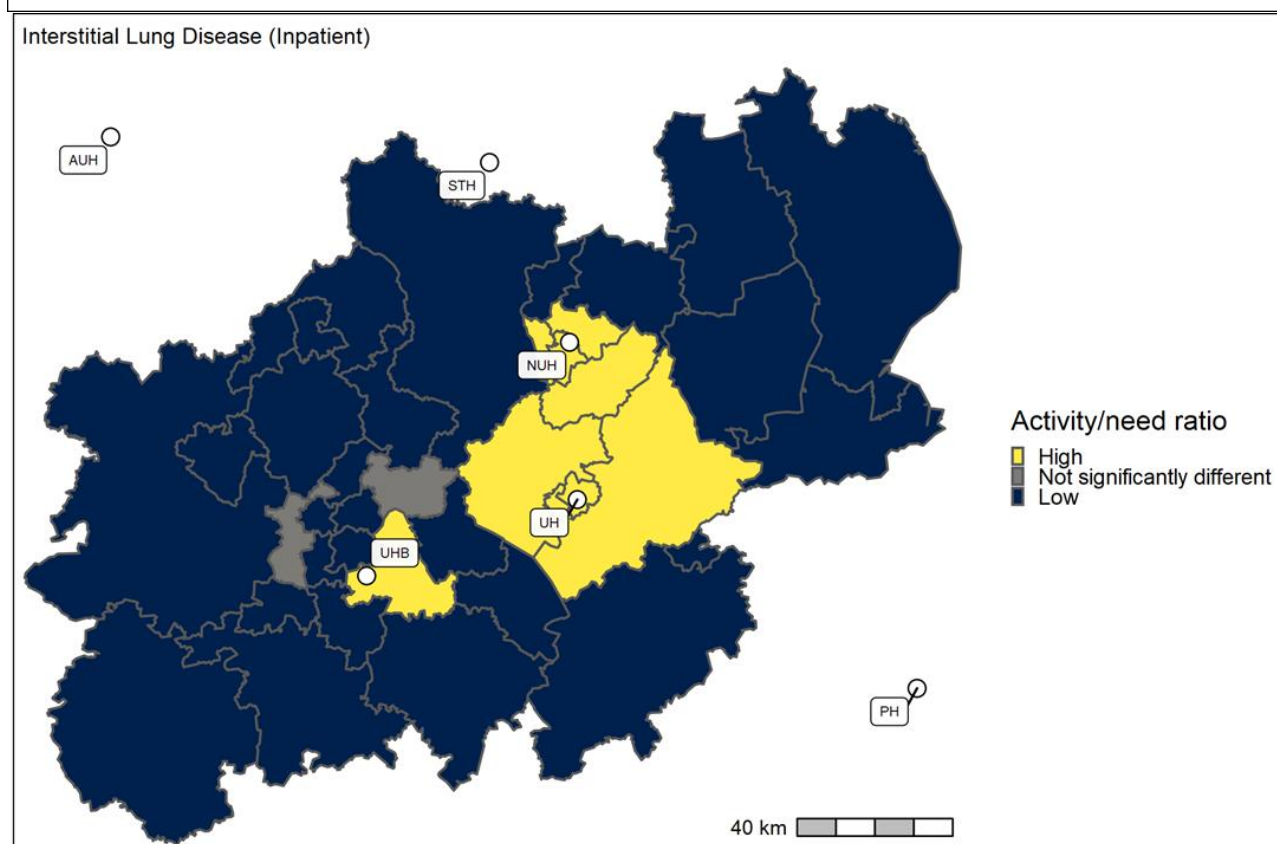 Interstitial Lung Disease (Inpatient)
AUH
STH
NUH
Activity/need ratio
High
Not significantly different
Low
UH
UHB
PH
40 km